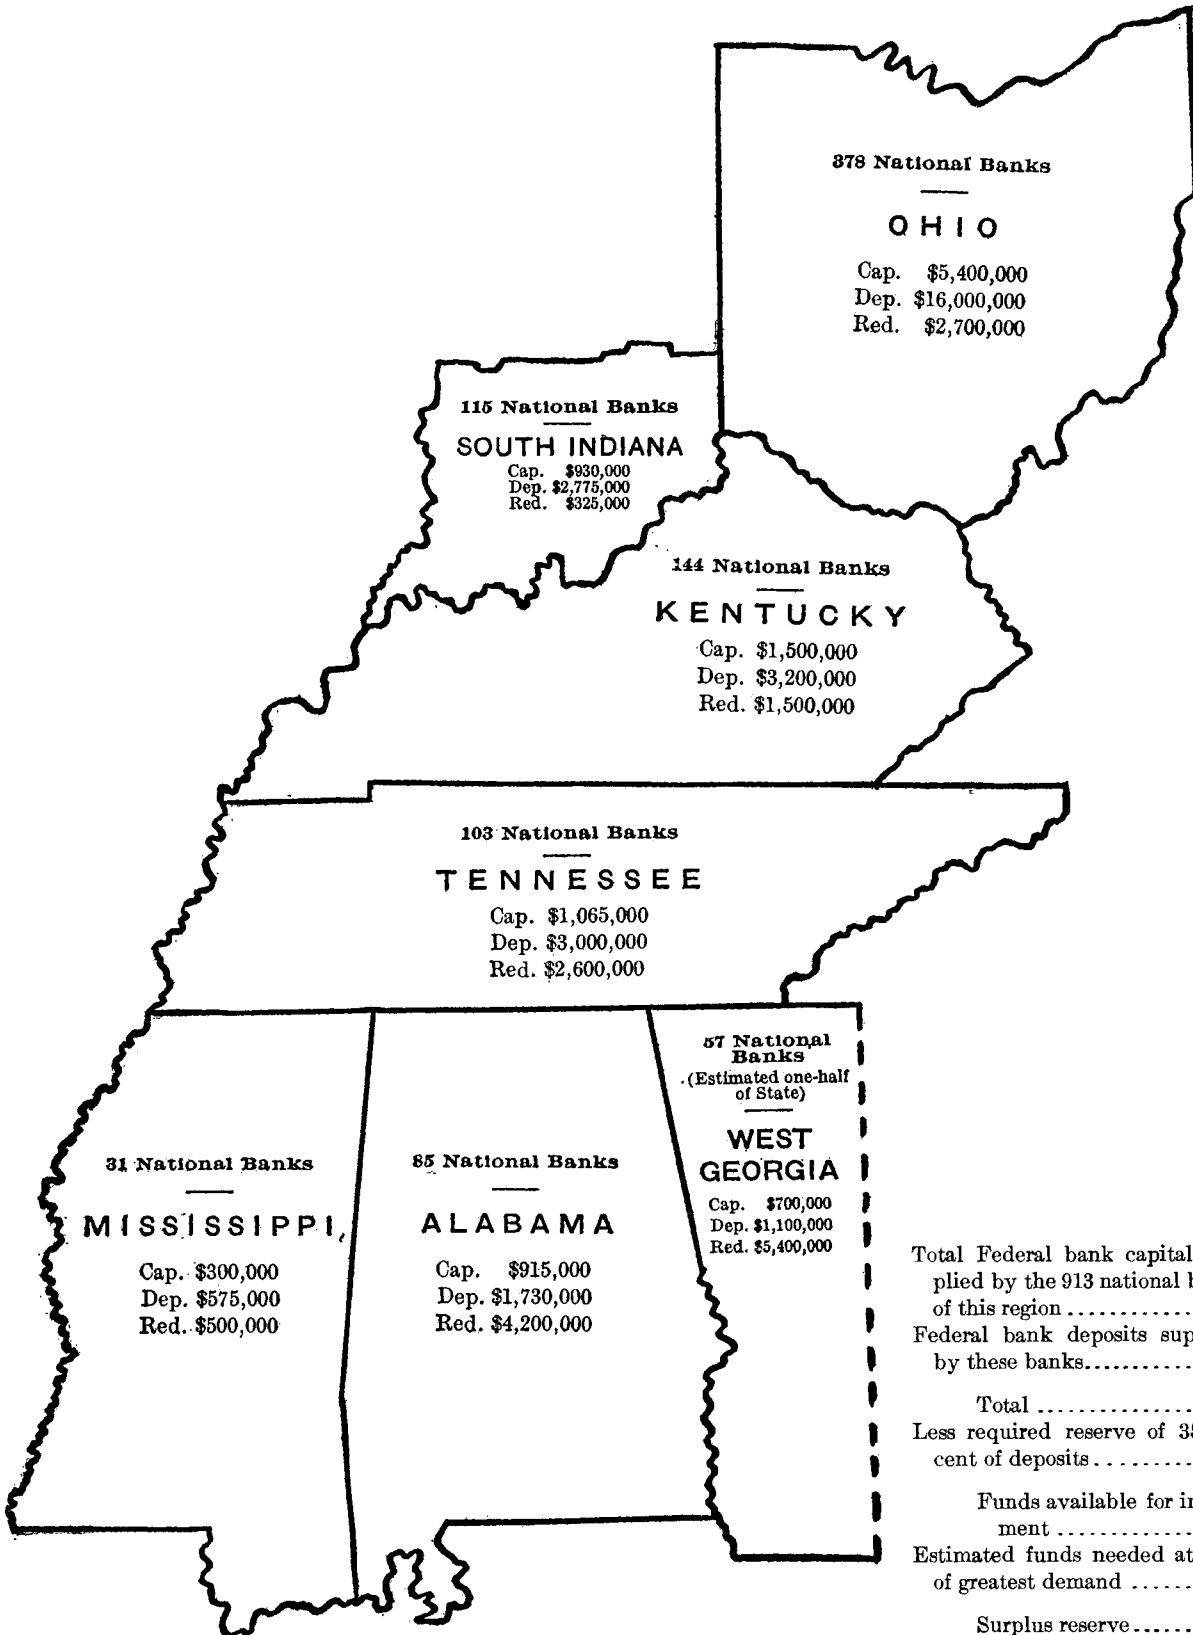 378 National Banks
OHIO
Cap. $5,400,000
Dep. $16,000,000
Red. $2,700,000
115 National Banks
SOUTH INDIANA
Cap. $930,000
Dep. $2,775,000
Red. $325,000
144 National Banks
KENTUCKY
Cap. $1,500,000
Dep. $3,200,000
Red. $1,500,000
103 National Banks
TENNESSEE
Cap. $1,065,000
Dep. $3,000,000
Red. $2,600,000
57 National
Banks
(Estimated one-half
of State)
WEST
GEORGIA
Cap. $700,000
Dep. $1,100,000
Red. $5,400,000
31 National Banks
MISSISSIPPI
Cap. $300,000
Dep. $575,000
Red. $500,000
85 National Banks
ALABAMA
Cap. $915,000
Dep. $1,730,000
Red. $4,200,000
Total Federal bank capital
plied by the 913 national
of this region ............
Federal bank deposits sup
by these banks..........
Total ...............
Less required reserve of
cent of deposits.........
Funds available for
ment .............
Estimated funds needed at
of greatest demand ......
Surplus reserve......